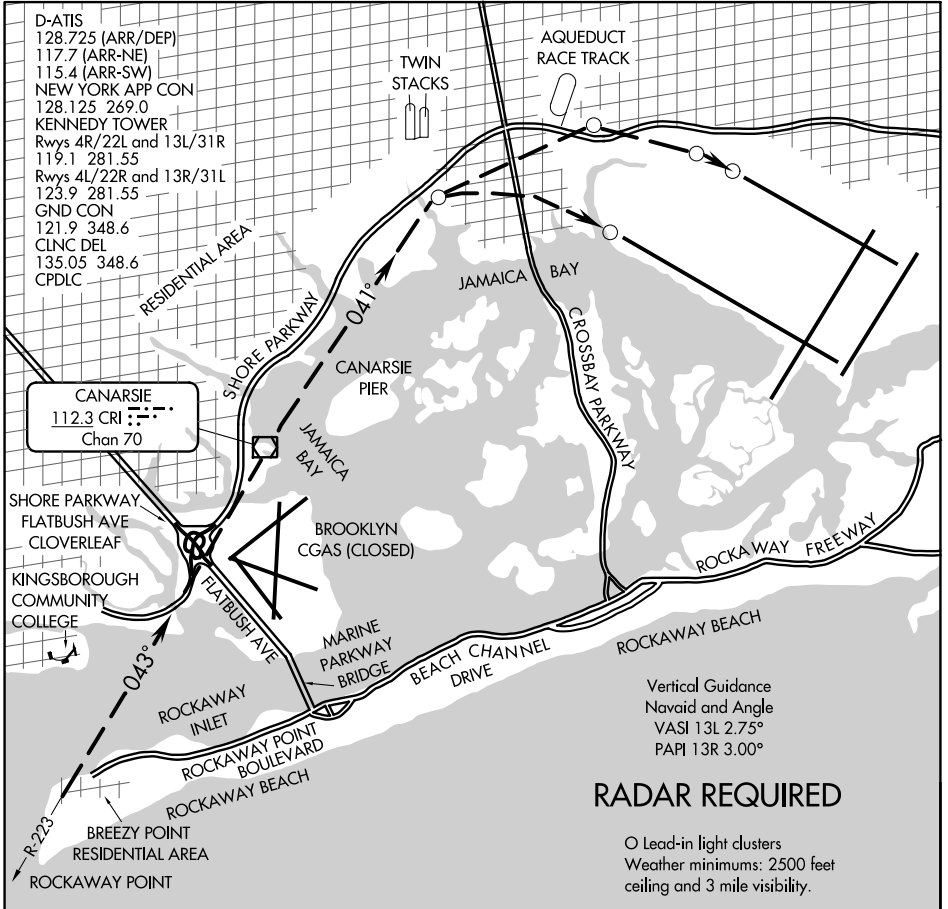 D-ATIS
128.725 (ARR/DEP)
117.7 (ARR-NE)
115.4 (ARR-SW)
NEW YORK APP CON
128.125 269.0
KENNEDY TOWER
Rwys 4R/22L and 13L/31R
119.1 281.55
Rwys 4L/22R and 13R/31L
123.9 281.55
GND CON
121.9 348.6
CLNC DEL
135.05 348.6
CPDLC
TWIN
STACKS
AQUEDUCT
RACE TRACK
RESIDENTIAL AREA
SHORE PARKWAY
041°
JAMAICA BAY
CROSSBAY PARKWAY
CANARSIE
PIER
CANARSIE
112.3 CRI
Chan 70
JAMAICA
BAY
SHORE PARKWAY
FLATBUSH AVE
CLOVERLEAF
BROOKLYN
CGAS (CLOSED)
KINGSBOROUGH
COMMUNITY
COLLEGE
FLATBUSH AVE
043°
MARINE
PARKWAY
BRIDGE
ROCKAWAY
INLET
BEACH CHANNEL
DRIVE
ROCKAWAY FREEWAY
ROCKAWAY BEACH
ROCKAWAY POINT
BOULEVARD
ROCKAWAY BEACH
R-223
BREEZY POINT
RESIDENTIAL AREA
ROCKAWAY POINT
Vertical Guidance
Navaid and Angle
VASI 13L 2.75°
PAPI 13R 3.00°
RADAR REQUIRED
O Lead-in light clusters
Weather minimums: 2500 feet
ceiling and 3 mile visibility.